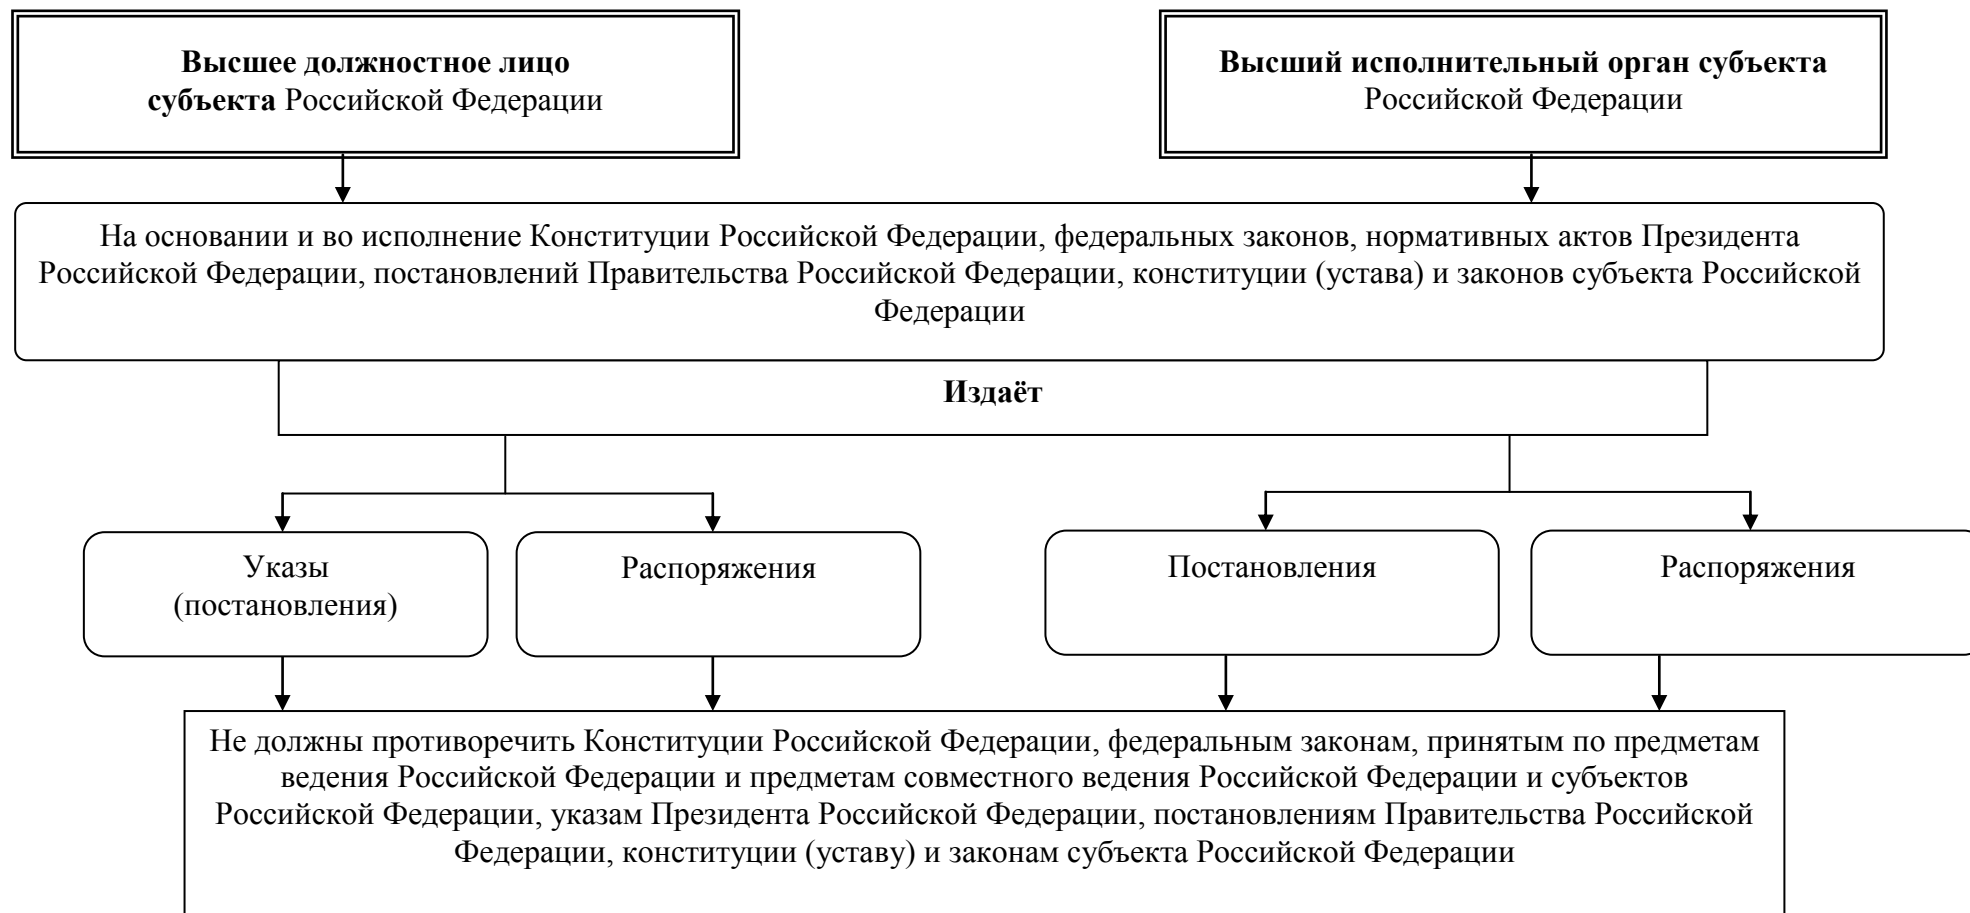 Высшее должностное лицо
субъекта Российской Федерации
Высший исполнительный орган субъекта
Российской Федерации
На основании и во исполнение Конституции Российской Федерации, федеральных законов, нормативных актов Президента
Российской Федерации, постановлений Правительства Российской Федерации, конституции (устава) и законов субъекта Российской
Федерации
Издаёт
Указы
(постановления)
Распоряжения
Постановления
Распоряжения
Не должны противоречить Конституции Российской Федерации, федеральным законам, принятым по предметам
ведения Российской Федерации и предметам совместного ведения Российской Федерации и субъектов
Российской Федерации, указам Президента Российской Федерации, постановлениям Правительства Российской
Федерации, конституции (уставу) и законам субъекта Российской Федерации